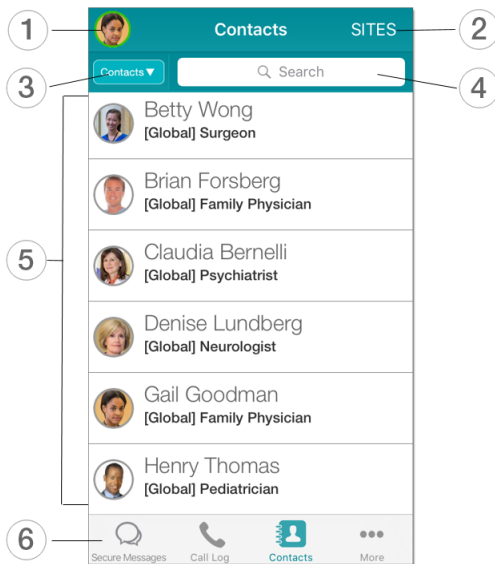 1
Contacts
SITES
2
3
Contacts ▼
Search
4
Betty Wong
[Global] Surgeon
Brian Forsberg
[Global] Family Physician
5
Claudia Bernelli
[Global] Psychiatrist
Denise Lundberg
[Global] Neurologist
Gail Goodman
[Global] Family Physician
Henry Thomas
[Global] Pediatrician
6
Secure Messages
Call Log
Contacts
More